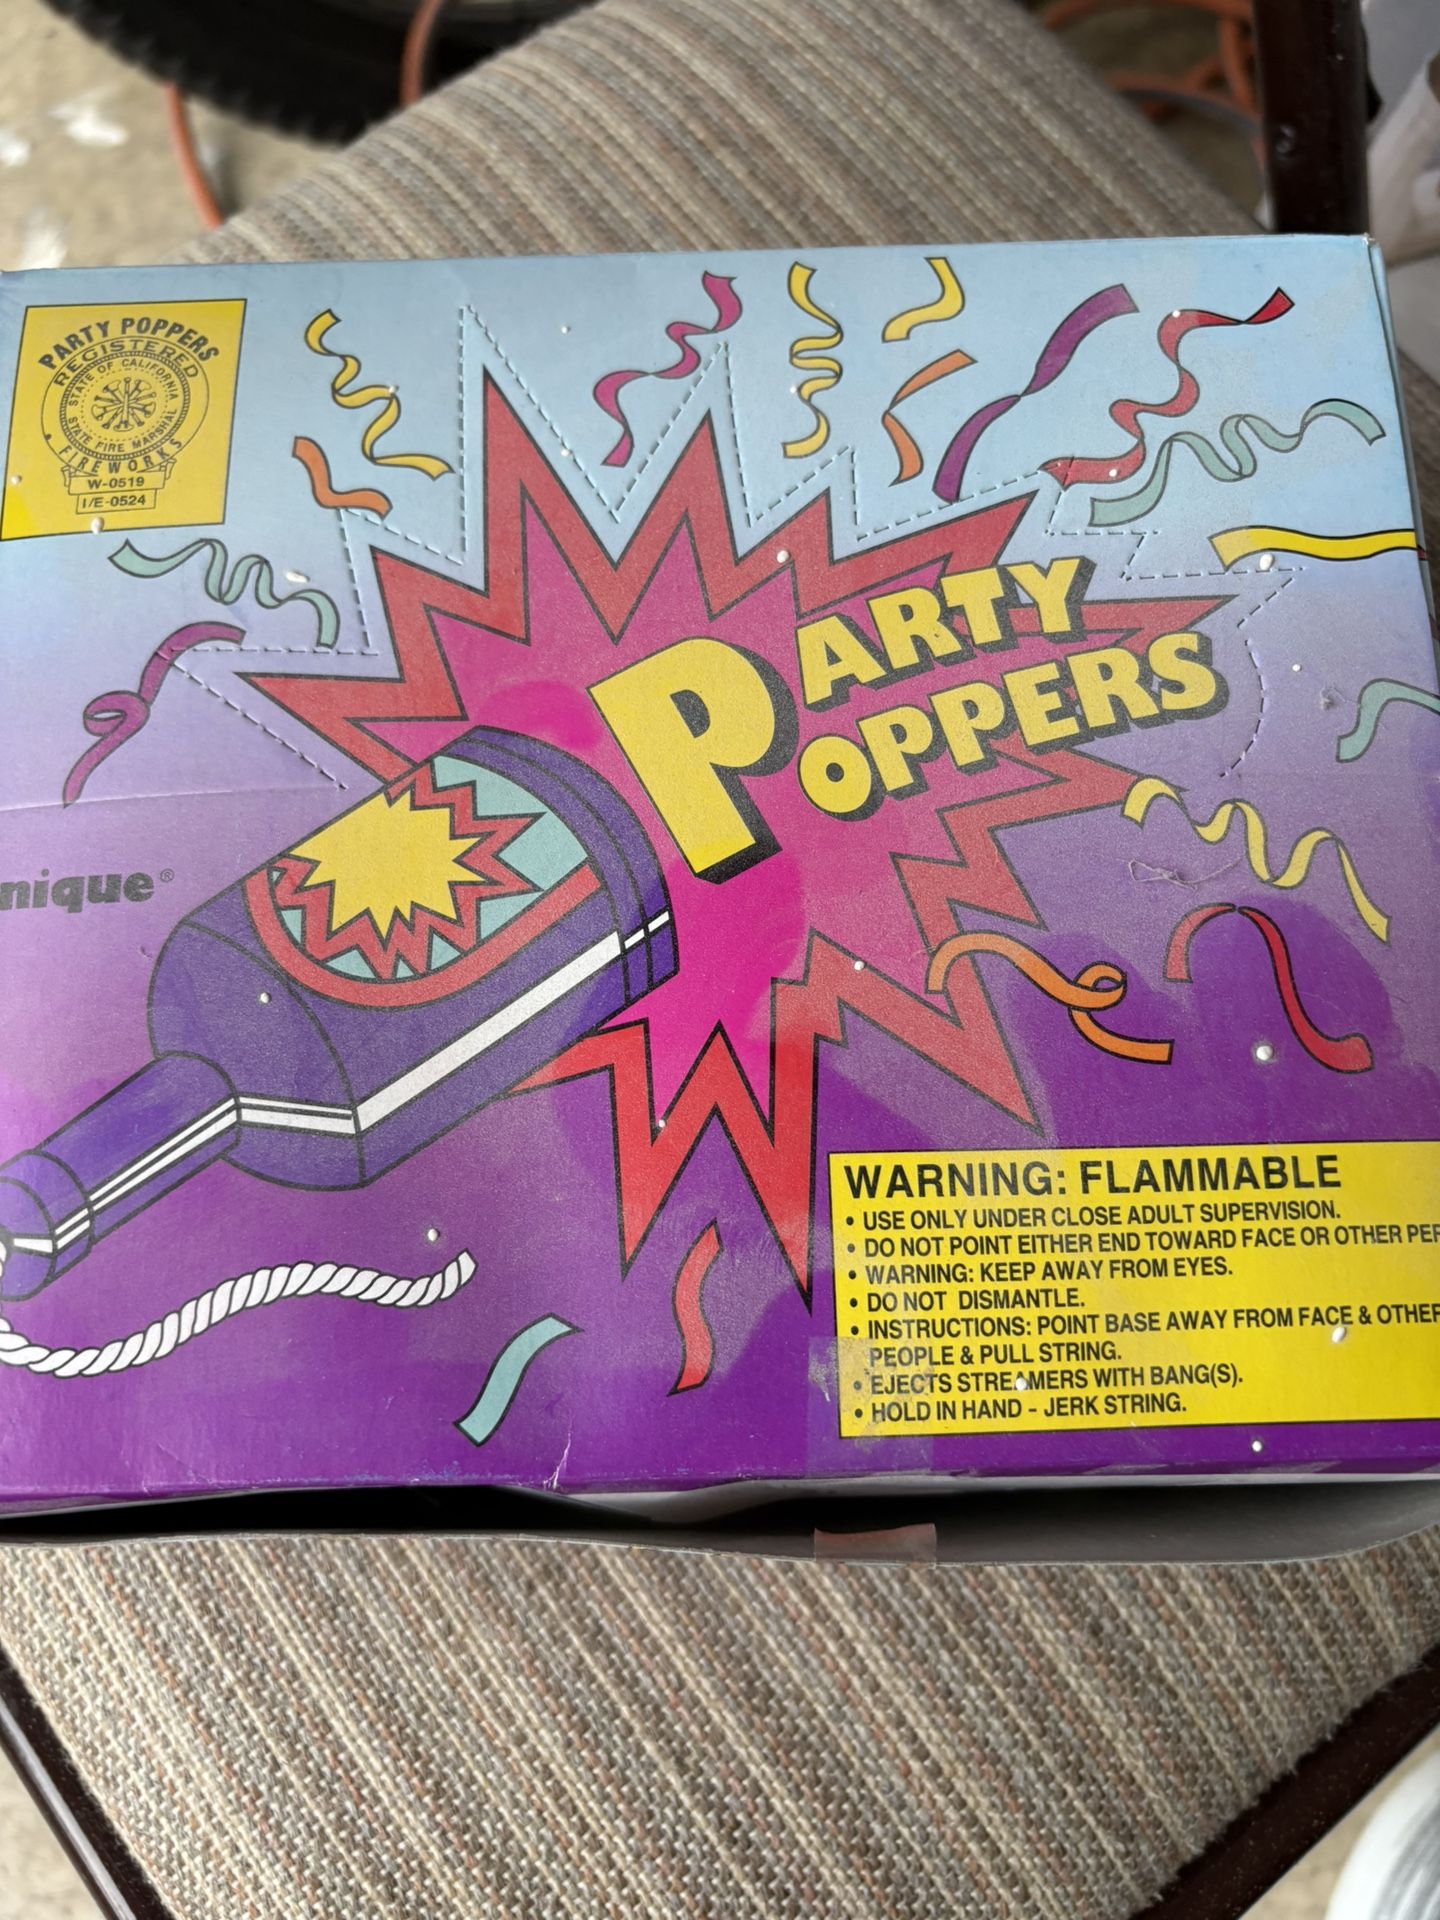 PARTY POPPERS
REGISTERED
STATE OF CALIFORNIA
STATE FIRE MARSHAL
FIREWORKS
W-0519
I/E-0524
PARTY
POPPERS
nique®
WARNING: FLAMMABLE
• USE ONLY UNDER CLOSE ADULT SUPERVISION.
• DO NOT POINT EITHER END TOWARD FACE OR OTHER PER
• WARNING: KEEP AWAY FROM EYES.
• DO NOT DISMANTLE.
• INSTRUCTIONS: POINT BASE AWAY FROM FACE & OTHER
PEOPLE & PULL STRING.
• EJECTS STREAMERS WITH BANG(S).
• HOLD IN HAND - JERK STRING.